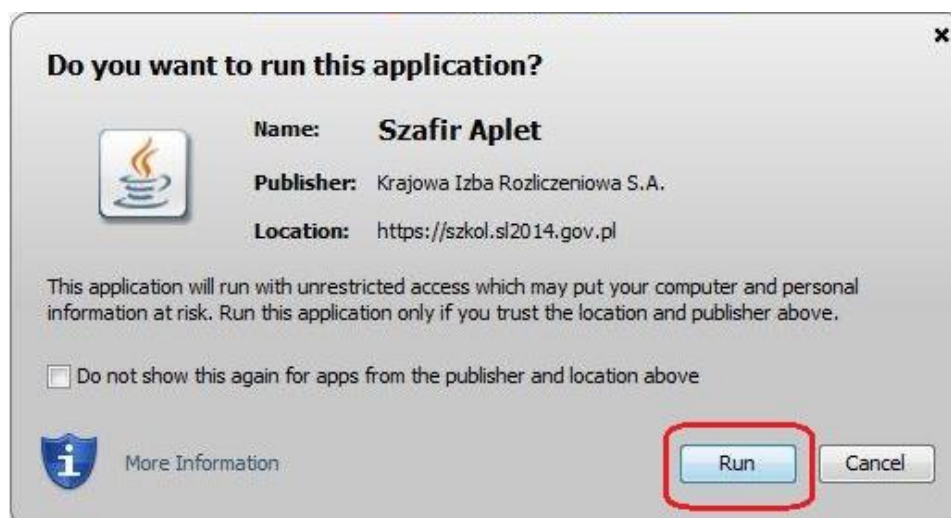 Do you want to run this application?
Name: Szafir Aplet
Publisher: Krajowa Izba Rozliczeniowa S.A.
Location: https://szkol.sl2014.gov.pl
This application will run with unrestricted access which may put your computer and personal
information at risk. Run this application only if you trust the location and publisher above.
Do not show this again for apps from the publisher and location above
More Information
Run
Cancel